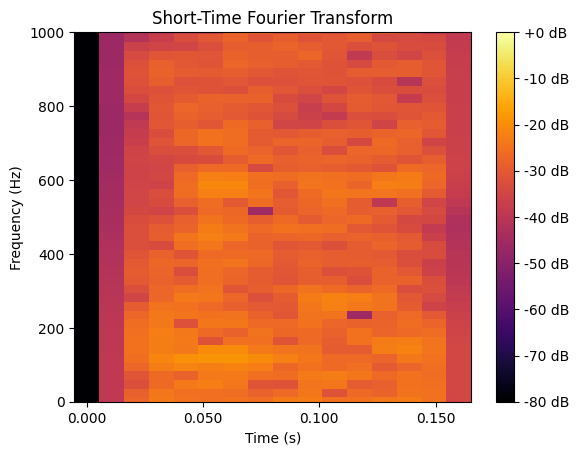 Short-Time Fourier Transform
Frequency (Hz)
1000
800
600
400
200
0
0.000
0.050
0.100
0.150
Time (s)
+0 dB
-10 dB
-20 dB
-30 dB
-40 dB
-50 dB
-60 dB
-70 dB
-80 dB